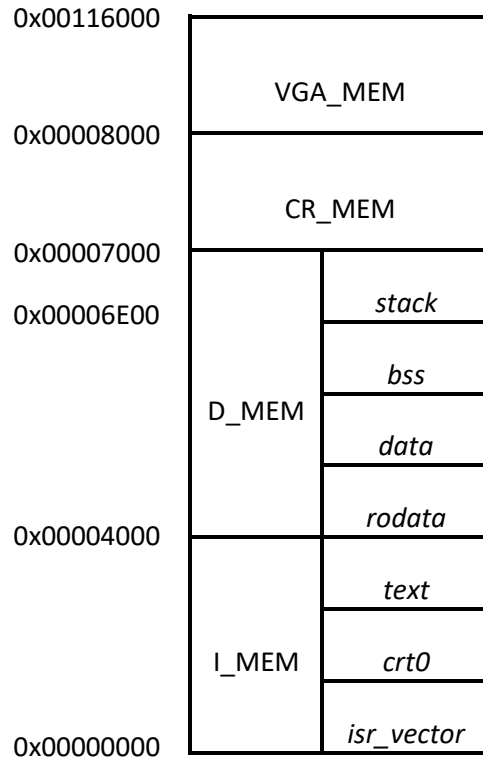 0x00116000
VGA_MEM
0x00008000
CR_MEM
0x00007000
stack
0x00006E00
bss
D_MEM
data
rodata
0x00004000
text
I_MEM
crt0
isr_vector
0x00000000